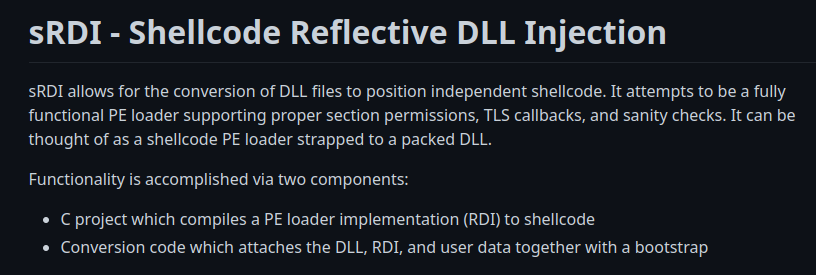 sRDI - Shellcode Reflective DLL Injection
sRDI allows for the conversion of DLL files to position independent shellcode. It attempts to be a fully
functional PE loader supporting proper section permissions, TLS callbacks, and sanity checks. It can be
thought of as a shellcode PE loader strapped to a packed DLL.
Functionality is accomplished via two components:
• C project which compiles a PE loader implementation (RDI) to shellcode
• Conversion code which attaches the DLL, RDI, and user data together with a bootstrap